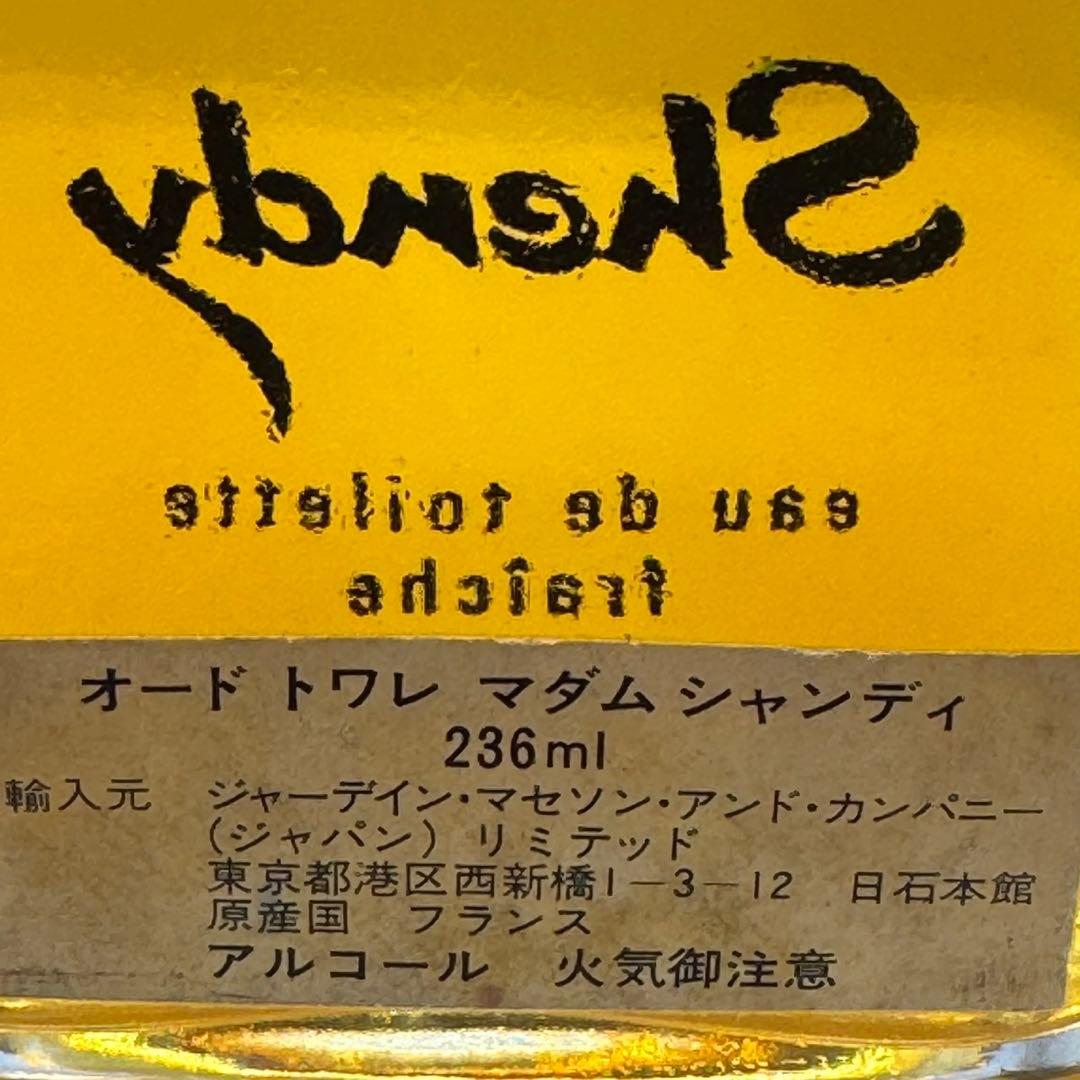 Shendy
eau de toilette
fraîche
オード トワレ マダム シャンディ
236ml
輸入元 ジャーデイン・マセソン・アンド・カンパニー
(ジャパン) リミテッド
東京都港区西新橋1-3-12 日石本館
原産国 フランス
アルコール 火気御注意